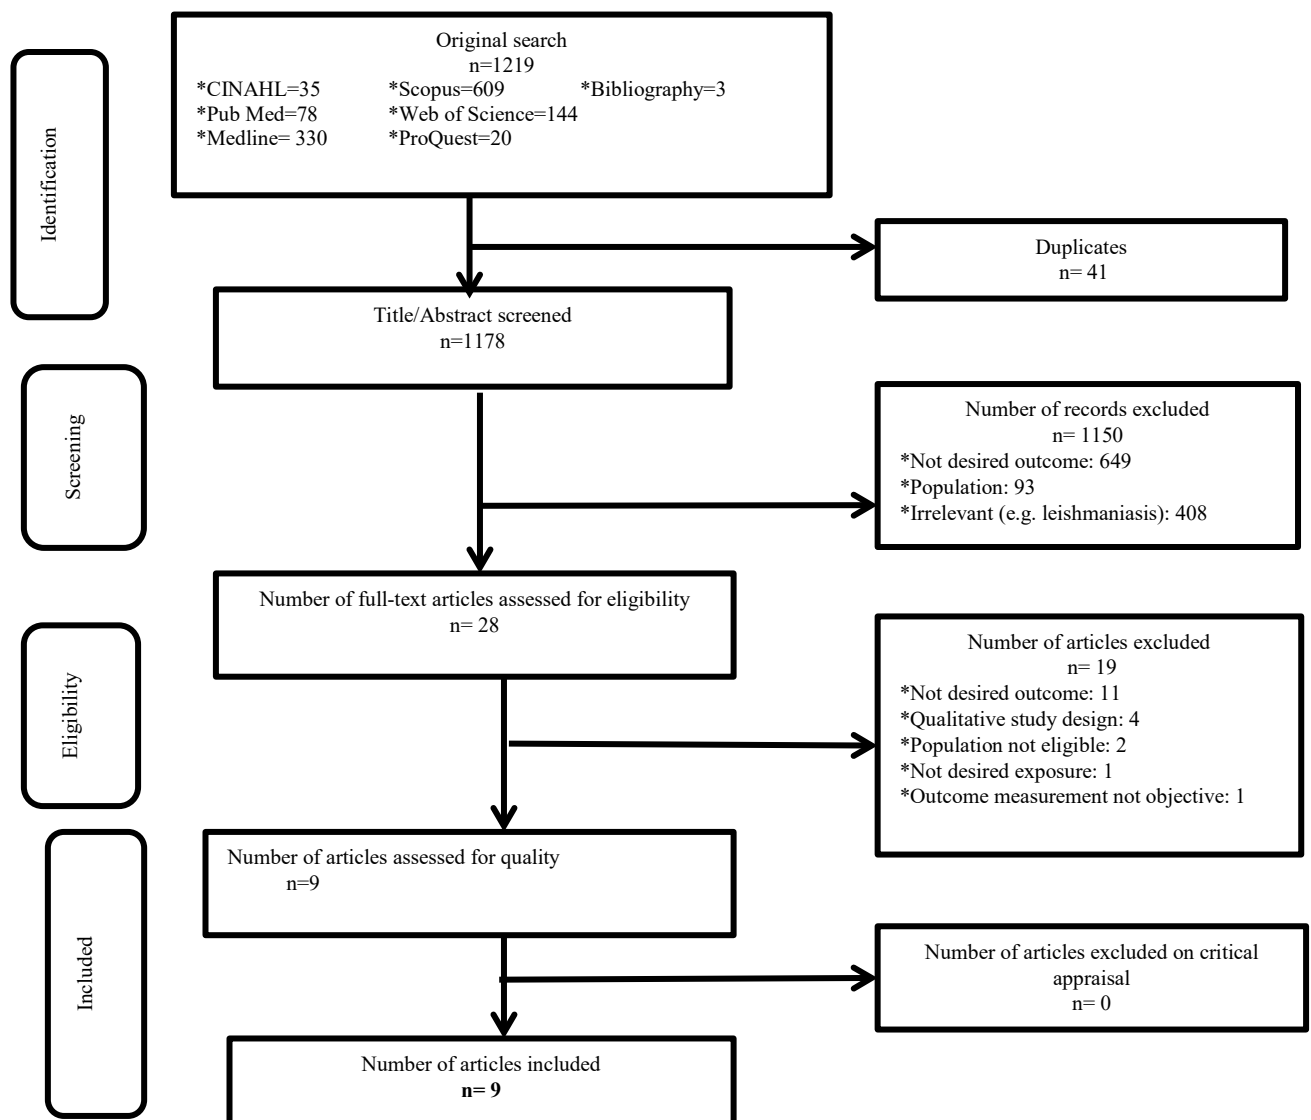 Identification
Original search
n=1219
*CINAHL=35 *Scopus=609 *Bibliography=3
*Pub Med=78 *Web of Science=144
*Medline= 330 *ProQuest=20
Duplicates
n= 41
Title/Abstract screened
n=1178
Screening
Number of records excluded
n= 1150
*Not desired outcome: 649
*Population: 93
*Irrelevant (e.g. leishmaniasis): 408
Number of full-text articles assessed for eligibility
n= 28
Eligibility
Number of articles excluded
n= 19
*Not desired outcome: 11
*Qualitative study design: 4
*Population not eligible: 2
*Not desired exposure: 1
*Outcome measurement not objective: 1
Number of articles assessed for quality
n=9
Included
Number of articles excluded on critical
appraisal
n= 0
Number of articles included
n= 9